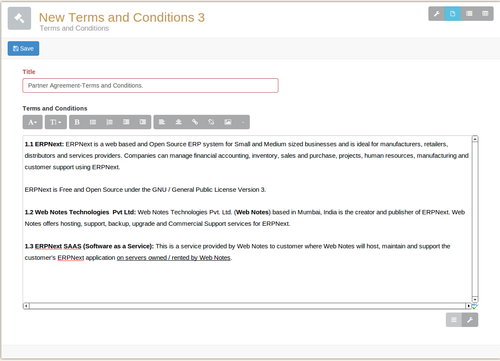 New Terms and Conditions 3
Terms and Conditions
Save
Title
Partner Agreement-Terms and Conditions.
Terms and Conditions
A
T
B
1.1 ERPNext: ERPNext is a web based and Open Source ERP system for Small and Medium sized businesses and is ideal for manufacturers, retailers,
distributors and services providers. Companies can manage financial accounting, inventory, sales and purchase, projects, human resources, manufacturing and
customer support using ERPNext.
ERPNext is Free and Open Source under the GNU / General Public License Version 3.
1.2 Web Notes Technologies Pvt Ltd: Web Notes Technologies Pvt. Ltd. (Web Notes) based in Mumbai, India is the creator and publisher of ERPNext. Web
Notes offers hosting, support, backup, upgrade and Commercial Support services for ERPNext.
1.3 ERPNext SAAS (Software as a Service): This is a service provided by Web Notes to customer where Web Notes will host, maintain and support the
customer's ERPNext application on servers owned / rented by Web Notes.